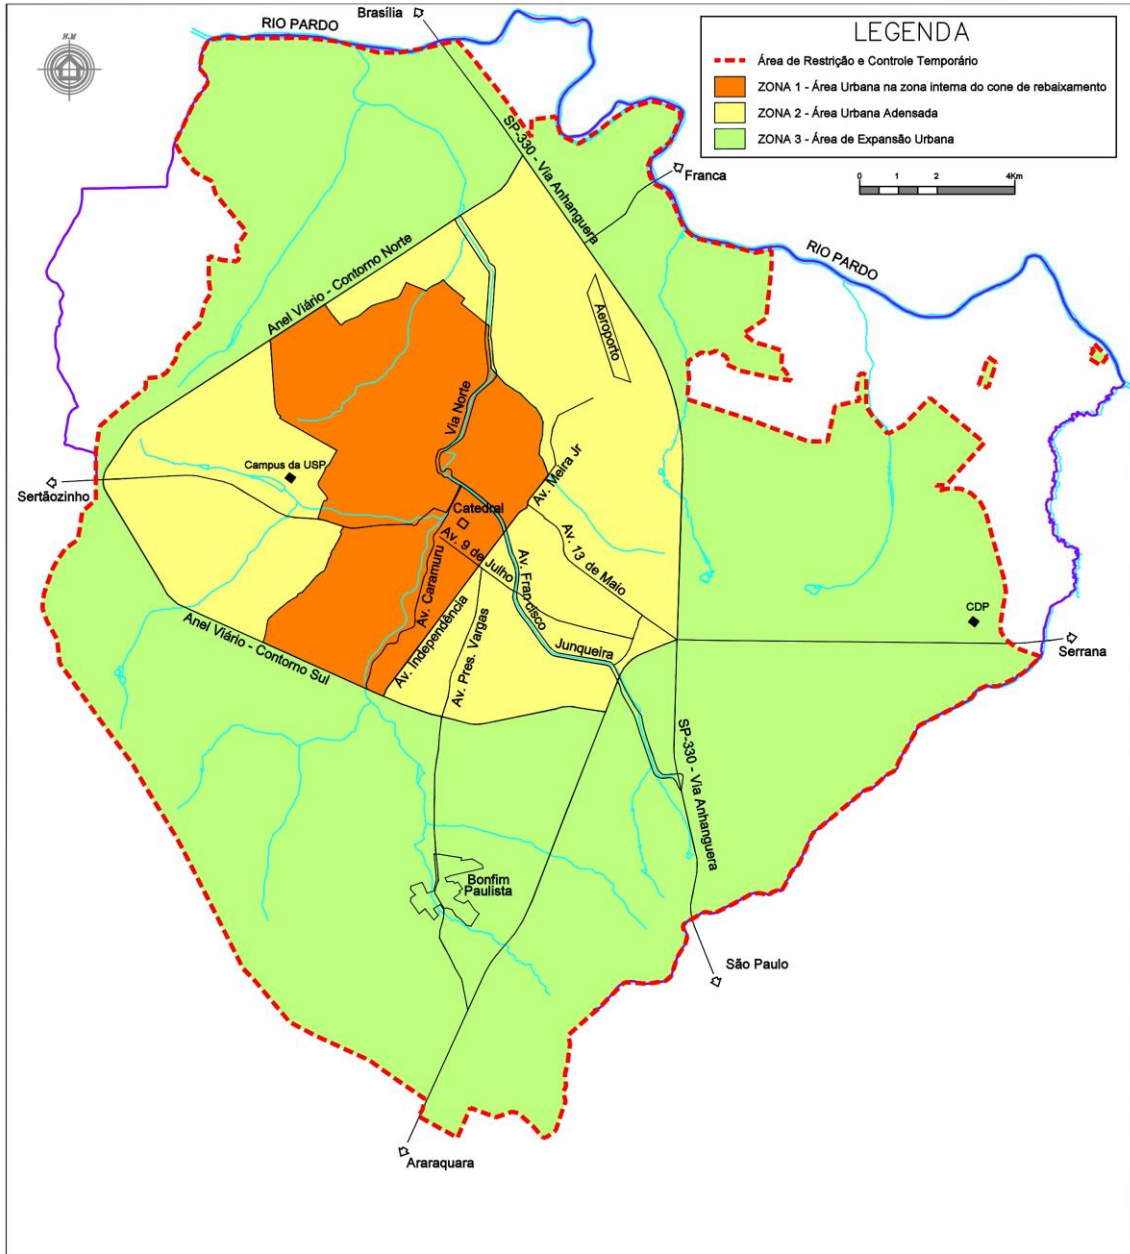 Brasília
RIO PARDO
LEGENDA
Área de Restrição e Controle Temporário
ZONA 1 - Área Urbana na zona interna do cone de rebaixamento
ZONA 2 - Área Urbana Adensada
ZONA 3 - Área de Expansão Urbana
N.M
0 1 2 4Km
SP-330 - Via Anhanguera
Franca
RIO PARDO
Anel Viário - Contorno Norte
Aeroporto
Via Norte
Campus da USP
Av. Meira Jr
Sertãozinho
Catedral
Av. 9 de Julho
Av. 13 de Maio
Av. Caramuru
Av. Francisco
Junqueira
Av. Independência
Av. Pres. Vargas
CDP
Serrana
Anel Viário - Contorno Sul
SP-330 - Via Anhanguera
Bonfim
Paulista
São Paulo
Araraquara